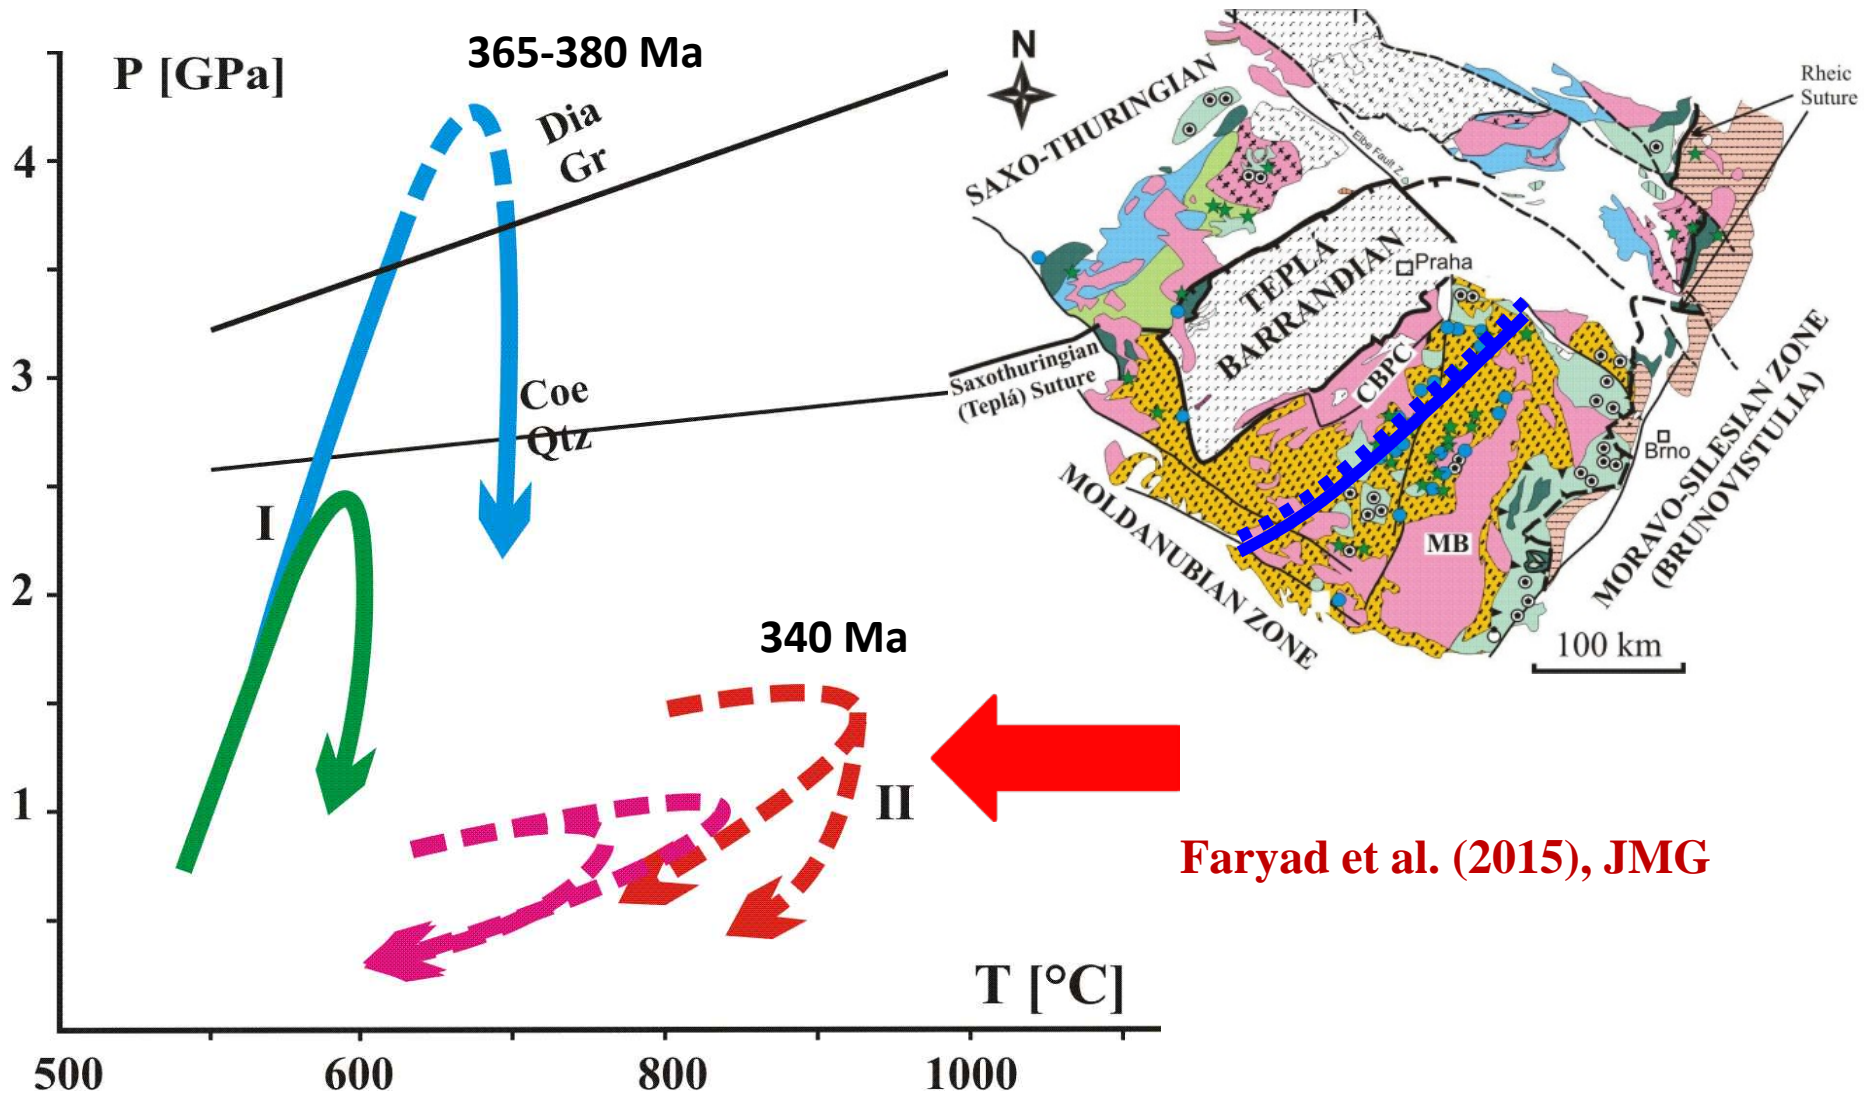 365-380 Ma
P [GPa]
Dia
Gr
4
3
Coe
Qtz
I
2
340 Ma
1
II
T [°C]
500
600
800
1000
N
SAXO-THURINGIAN
Rheic
Suture
Elbe Fault Z.
TEPLÁ
BARRANDIAN
Praha
Saxothuringian
(Teplá) Suture
CBPC
Brno
MB
MOLDANUBIAN ZONE
MORAVO-SILESIAN ZONE
(BRUNOVISTULIA)
100 km
Faryad et al. (2015), JMG